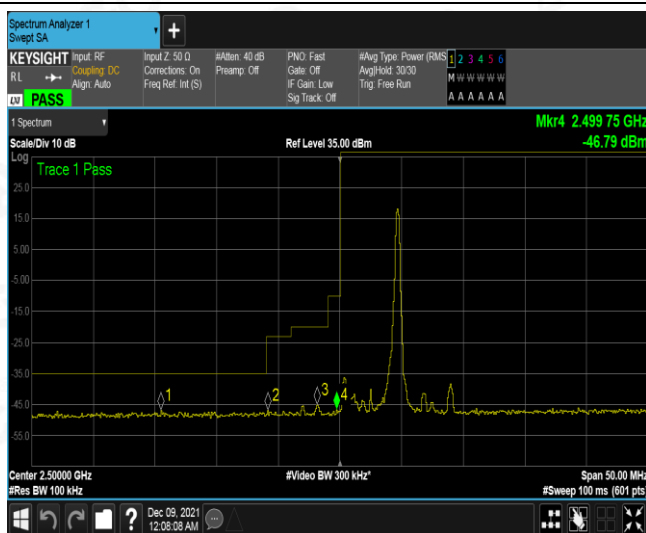 Spectrum Analyzer 1
Swept SA
+
KEYSIGHT
RL
LXI PASS
Input: RF
Coupling: DC
Align: Auto
Input Z: 50 Ω
Corrections: On
Freq Ref: Int (S)
#Atten: 40 dB
Preamp: Off
PNO: Fast
Gate: Off
IF Gain: Low
Sig Track: Off
#Avg Type: Power (RMS
Avg|Hold: 30/30
Trig: Free Run
1 2 3 4 5 6
M W W W W W
A A A A A A
1 Spectrum
Mkr4 2.499 75 GHz
Scale/Div 10 dB
Ref Level 35.00 dBm
-46.79 dBm
Log
Trace 1 Pass
25.0
15.0
5.00
-5.00
-15.0
-25.0
-35.0
-45.0
-55.0
1
2
3
4
Center 2.50000 GHz
#Video BW 300 kHz*
Span 50.00 MHz
#Res BW 100 kHz
#Sweep 100 ms (601 pts)
?
Dec 09, 2021
12:08:08 AM